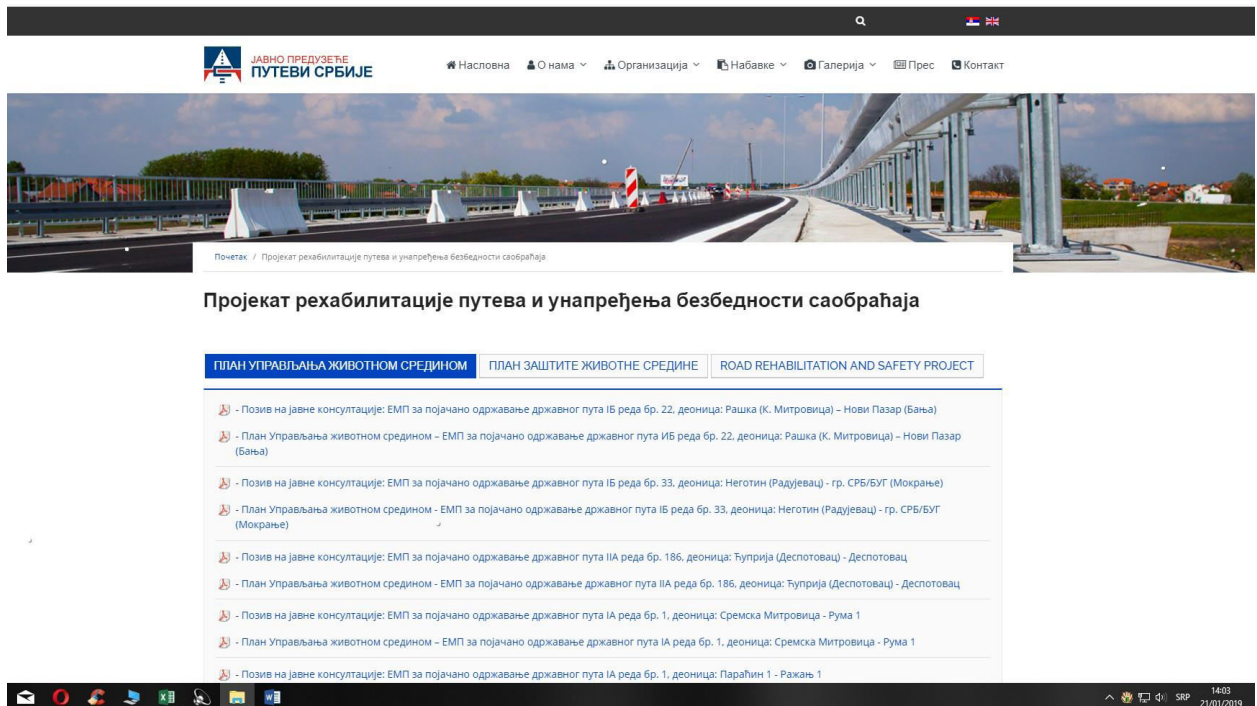 ЈАВНО ПРЕДУЗЕЋЕ
ПУТЕВИ СРБИЈЕ
Насловна О нама Организација Набавке Галерија Прес Контакт
Почетак / Пројекат рехабилитације путева и унапређења безбедности саобраћаја
Пројекат рехабилитације путева и унапређења безбедности саобраћаја
ПЛАН УПРАВЉАЊА ЖИВОТНОМ СРЕДИНОМ ПЛАН ЗАШТИТЕ ЖИВОТНЕ СРЕДИНЕ ROAD REHABILITATION AND SAFETY PROJECT
- Позив на јавне консултације: ЕМП за појачано одржавање државног пута IБ реда бр. 22, деоница: Рашка (К. Митровица) – Нови Пазар (Бања)
- План Управљања животном средином – ЕМП за појачано одржавање државног пута ИБ реда бр. 22, деоница: Рашка (К. Митровица) – Нови Пазар
(Бања)
- Позив на јавне консултације: ЕМП за појачано одржавање државног пута IБ реда бр. 33, деоница: Неготин (Радујевац) - гр. СРБ/БУГ (Мокрање)
- План Управљања животном средином - ЕМП за појачано одржавање државног пута IБ реда бр. 33, деоница: Неготин (Радујевац) - гр. СРБ/БУГ
(Мокрање)
- Позив на јавне консултације: ЕМП за појачано одржавање државног пута IIА реда бр. 186, деоница: Ћуприја (Деспотовац) - Деспотовац
- План Управљања животном средином - ЕМП за појачано одржавање државног пута IIА реда бр. 186, деоница: Ћуприја (Деспотовац) - Деспотовац
- Позив на јавне консултације: ЕМП за појачано одржавање државног пута IА реда бр. 1, деоница: Сремска Митровица - Рума 1
- План Управљања животном средином – ЕМП за појачано одржавање државног пута IА реда бр. 1, деоница: Сремска Митровица - Рума 1
- Позив на јавне консултације: ЕМП за појачано одржавање државног пута IА реда бр. 1, деоница: Параћин 1 - Ражањ 1
SRP 14:03
21/01/2019